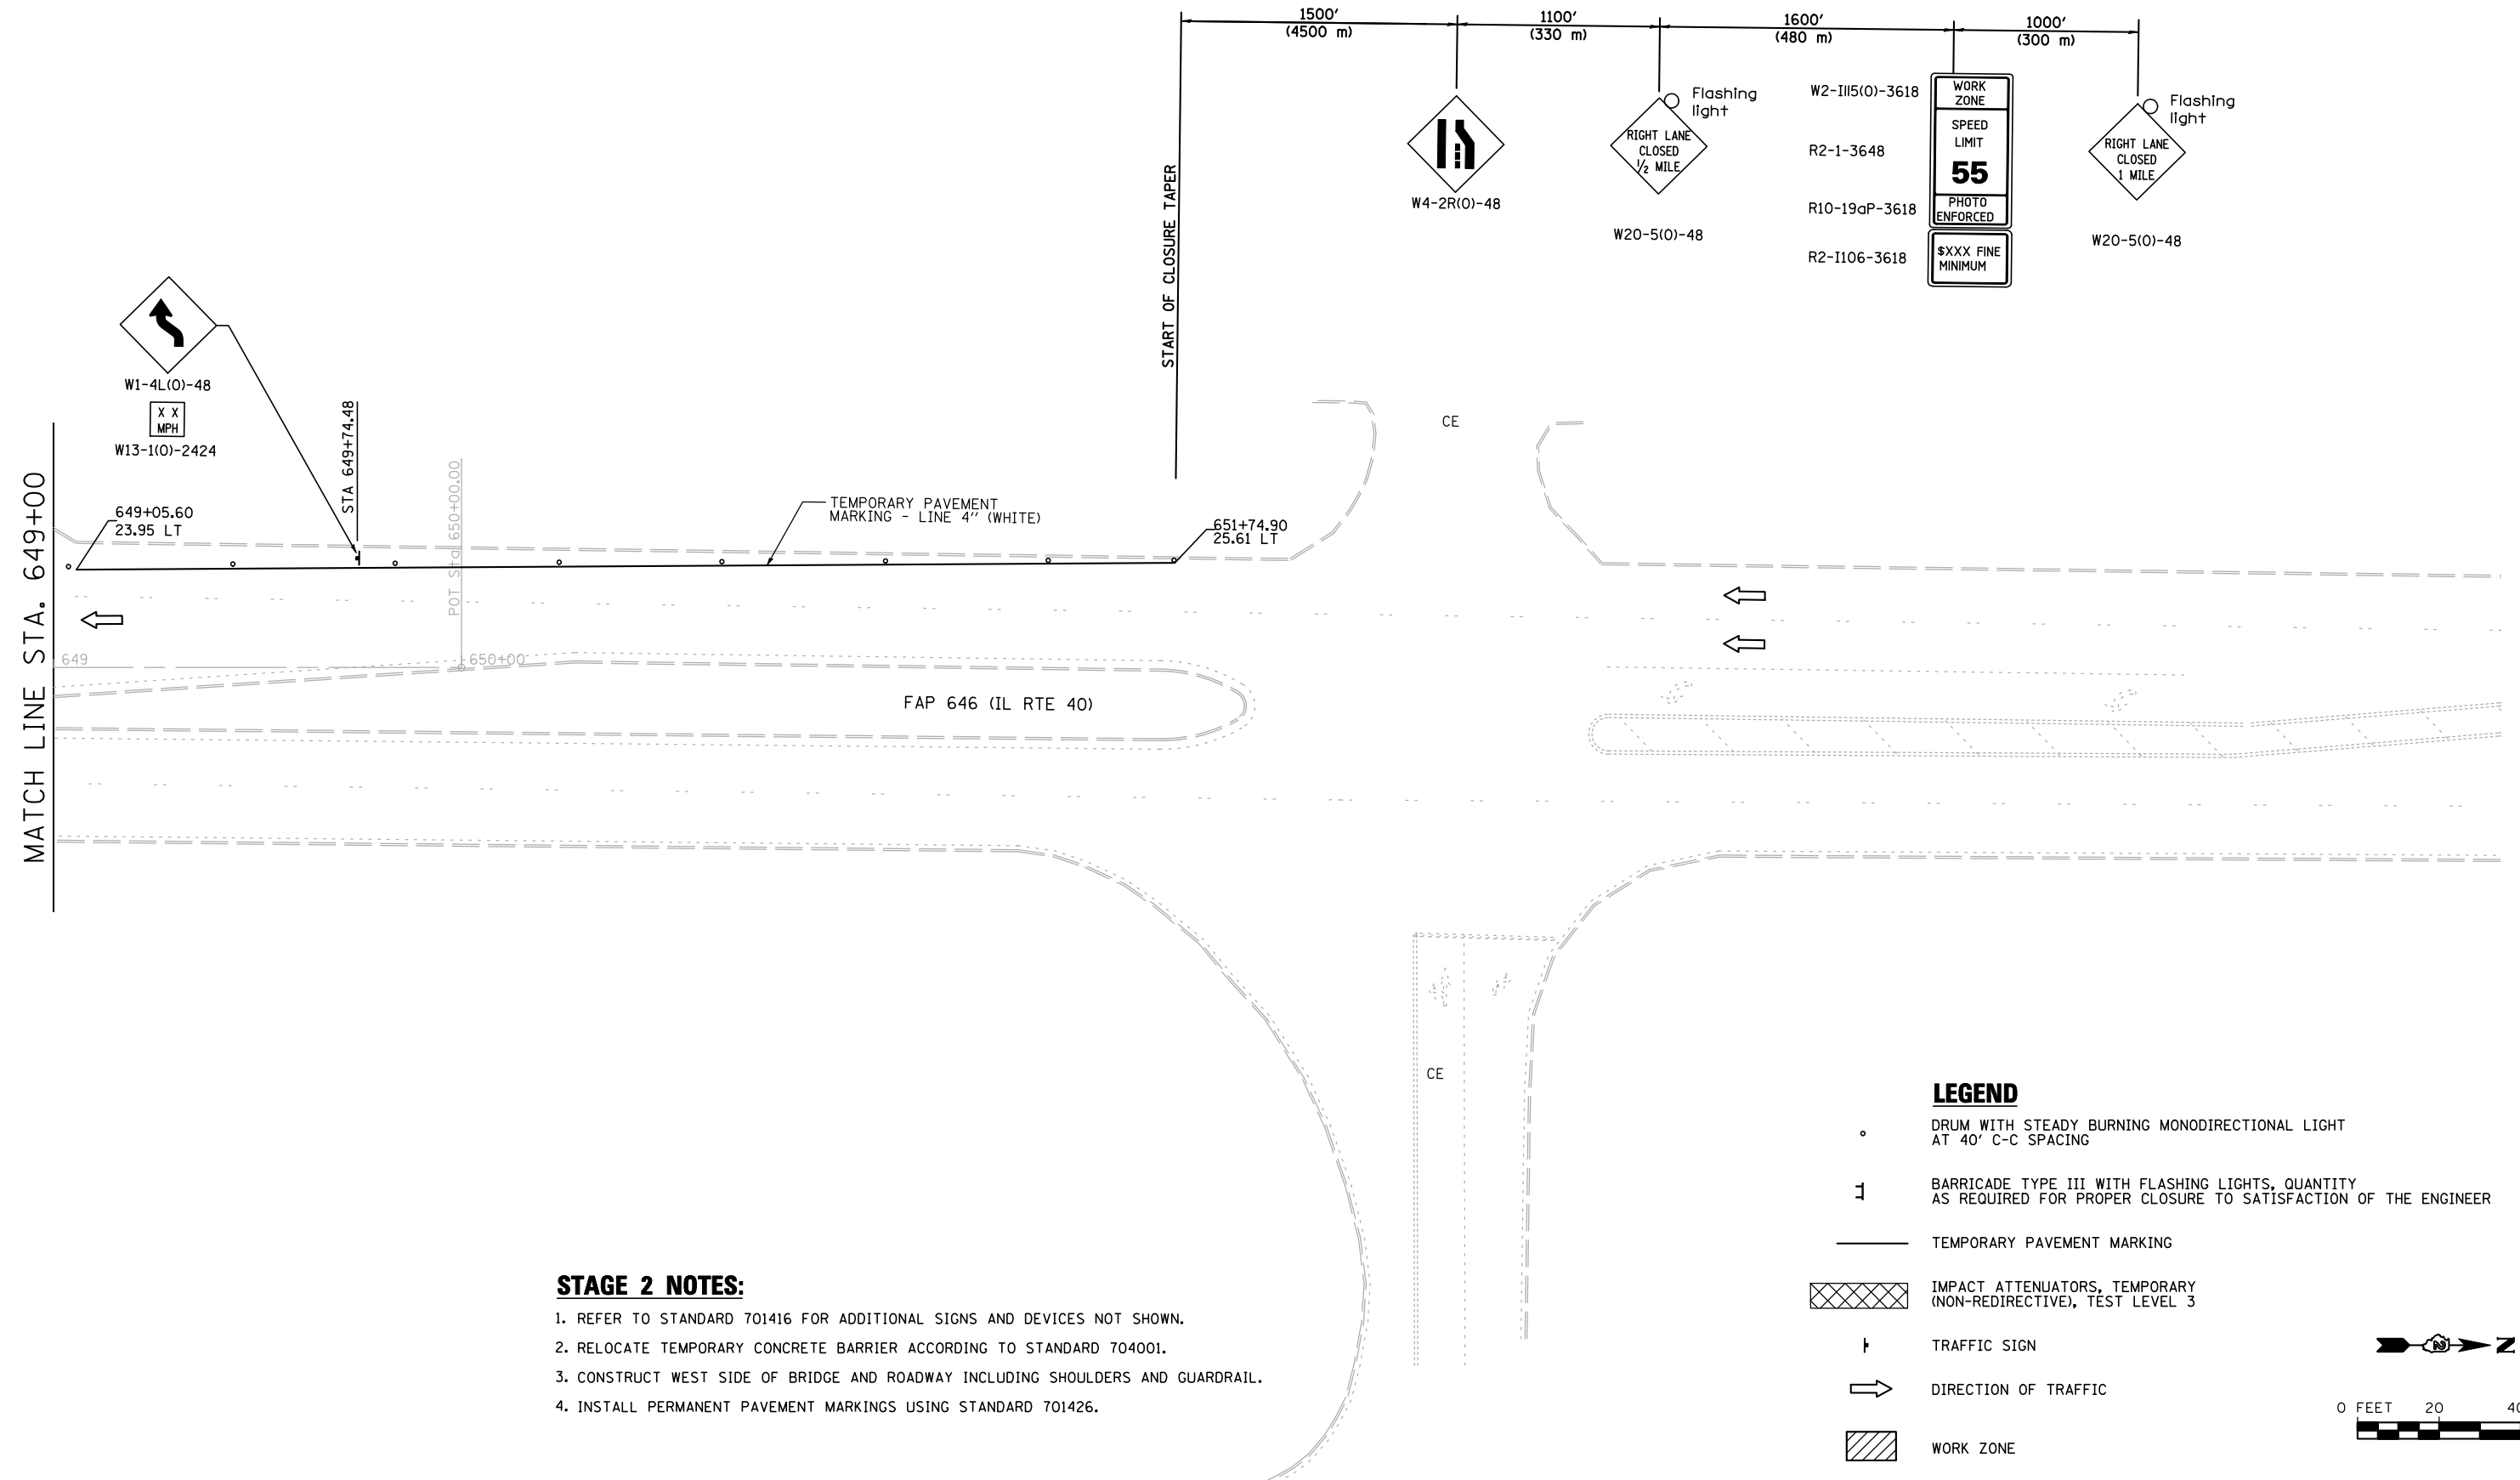 1500'
(4500 m)
1100'
(330 m)
1600'
(480 m)
1000'
(300 m)
START OF CLOSURE TAPER
W4-2R(O)-48
Flashing
light
RIGHT LANE
CLOSED
1/2 MILE
W20-5(O)-48
W2-I115(O)-3618
R2-1-3648
R10-19aP-3618
R2-I106-3618
WORK
ZONE
SPEED
LIMIT
55
PHOTO
ENFORCED
$XXX FINE
MINIMUM
Flashing
light
RIGHT LANE
CLOSED
1 MILE
W20-5(O)-48
W1-4L(O)-48
X X
MPH
W13-1(O)-2424
MATCH LINE STA. 649+00
649+05.60
23.95 LT
STA 649+74.48
POT Sta 650+00.00
TEMPORARY PAVEMENT
MARKING - LINE 4" (WHITE)
651+74.90
25.61 LT
CE
649
650+00
FAP 646 (IL RTE 40)
CE
STAGE 2 NOTES:
1. REFER TO STANDARD 701416 FOR ADDITIONAL SIGNS AND DEVICES NOT SHOWN.
2. RELOCATE TEMPORARY CONCRETE BARRIER ACCORDING TO STANDARD 704001.
3. CONSTRUCT WEST SIDE OF BRIDGE AND ROADWAY INCLUDING SHOULDERS AND GUARDRAIL.
4. INSTALL PERMANENT PAVEMENT MARKINGS USING STANDARD 701426.
LEGEND
DRUM WITH STEADY BURNING MONODIRECTIONAL LIGHT
AT 40' C-C SPACING
BARRICADE TYPE III WITH FLASHING LIGHTS, QUANTITY
AS REQUIRED FOR PROPER CLOSURE TO SATISFACTION OF THE ENGINEER
TEMPORARY PAVEMENT MARKING
IMPACT ATTENUATORS, TEMPORARY
(NON-REDIRECTIVE), TEST LEVEL 3
TRAFFIC SIGN
DIRECTION OF TRAFFIC
WORK ZONE
N
0 FEET 20 40